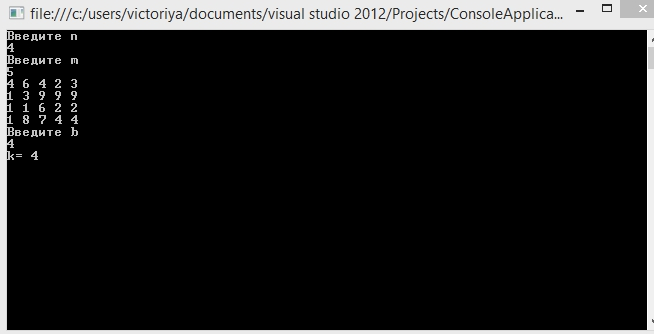 file:///c:/users/victoriya/documents/visual studio 2012/Projects/ConsoleApplica...
Введите n
4
Введите m
5
4 6 4 2 3
1 3 9 9 9
1 1 6 2 2
1 8 7 4 4
Введите b
4
k= 4